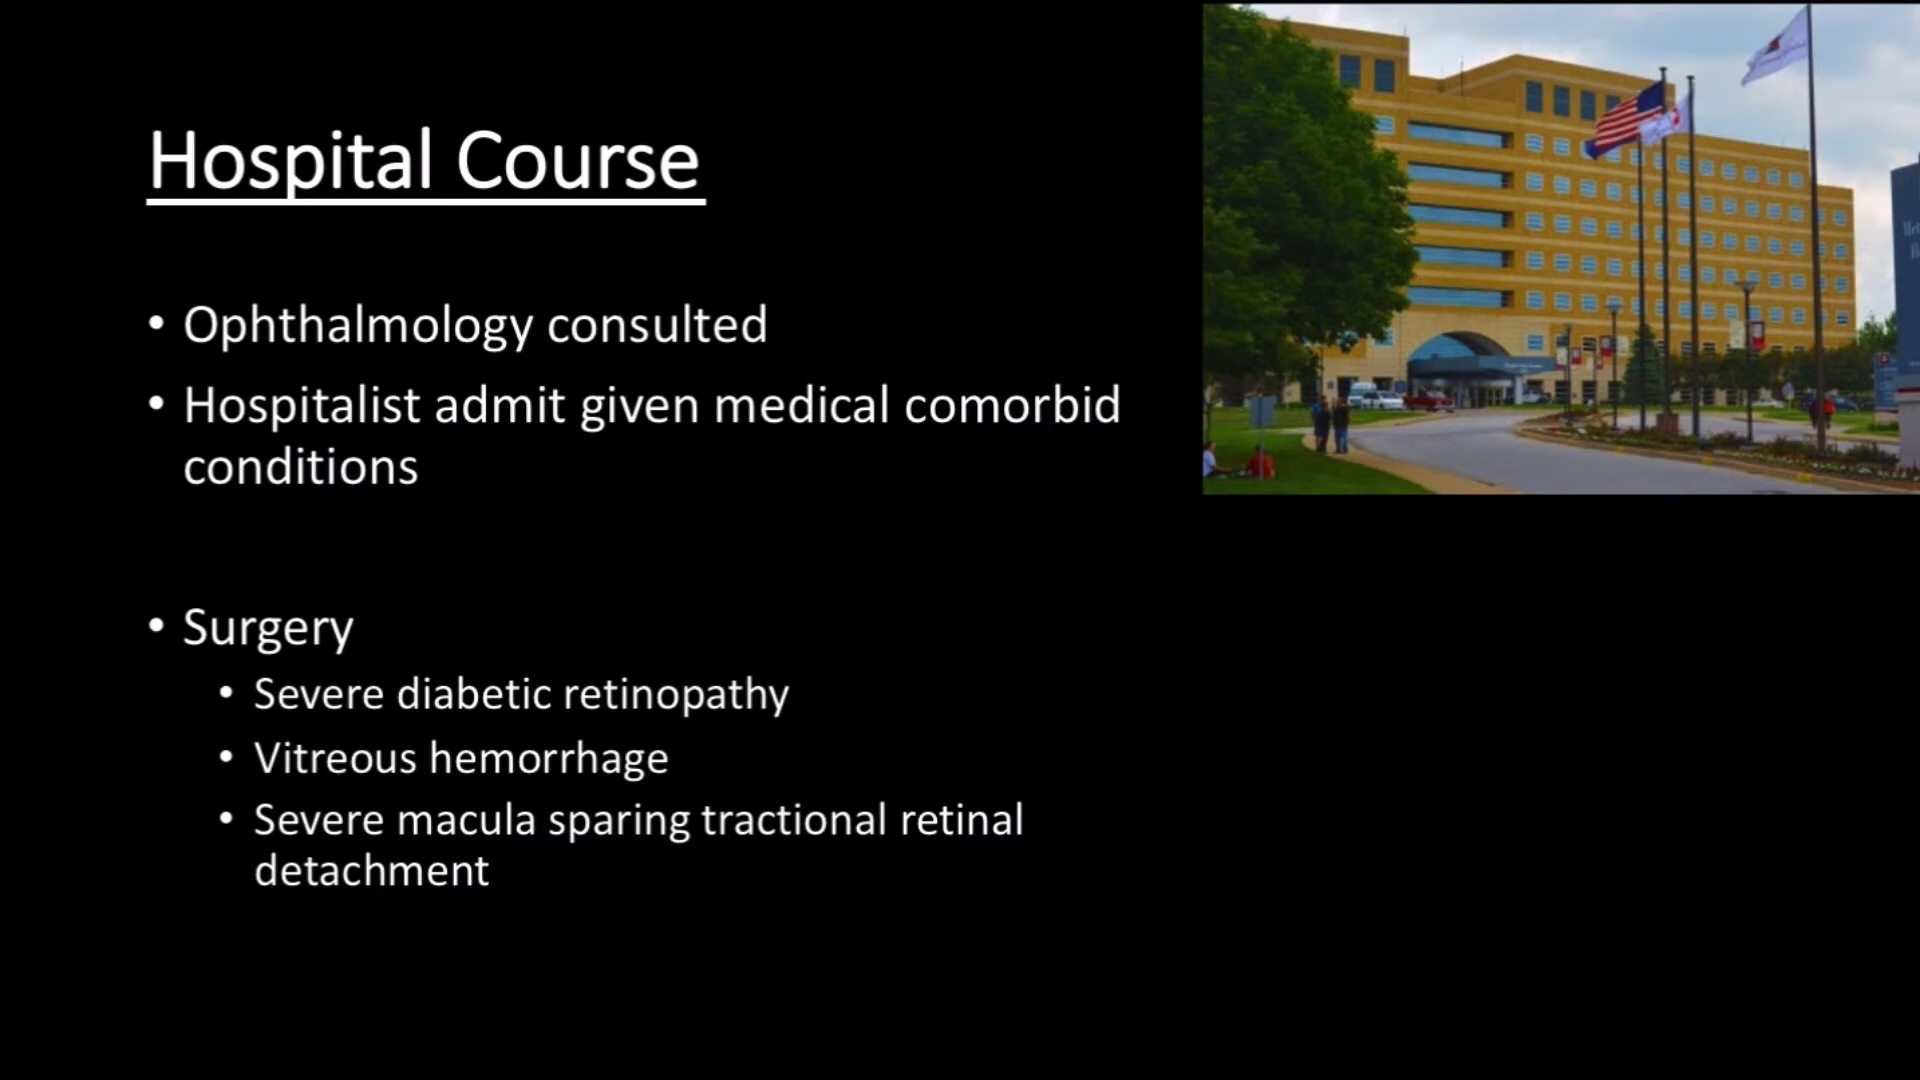 Hospital Course
• Ophthalmology consulted
• Hospitalist admit given medical comorbid
conditions
• Surgery
• Severe diabetic retinopathy
• Vitreous hemorrhage
• Severe macula sparing tractional retinal
detachment